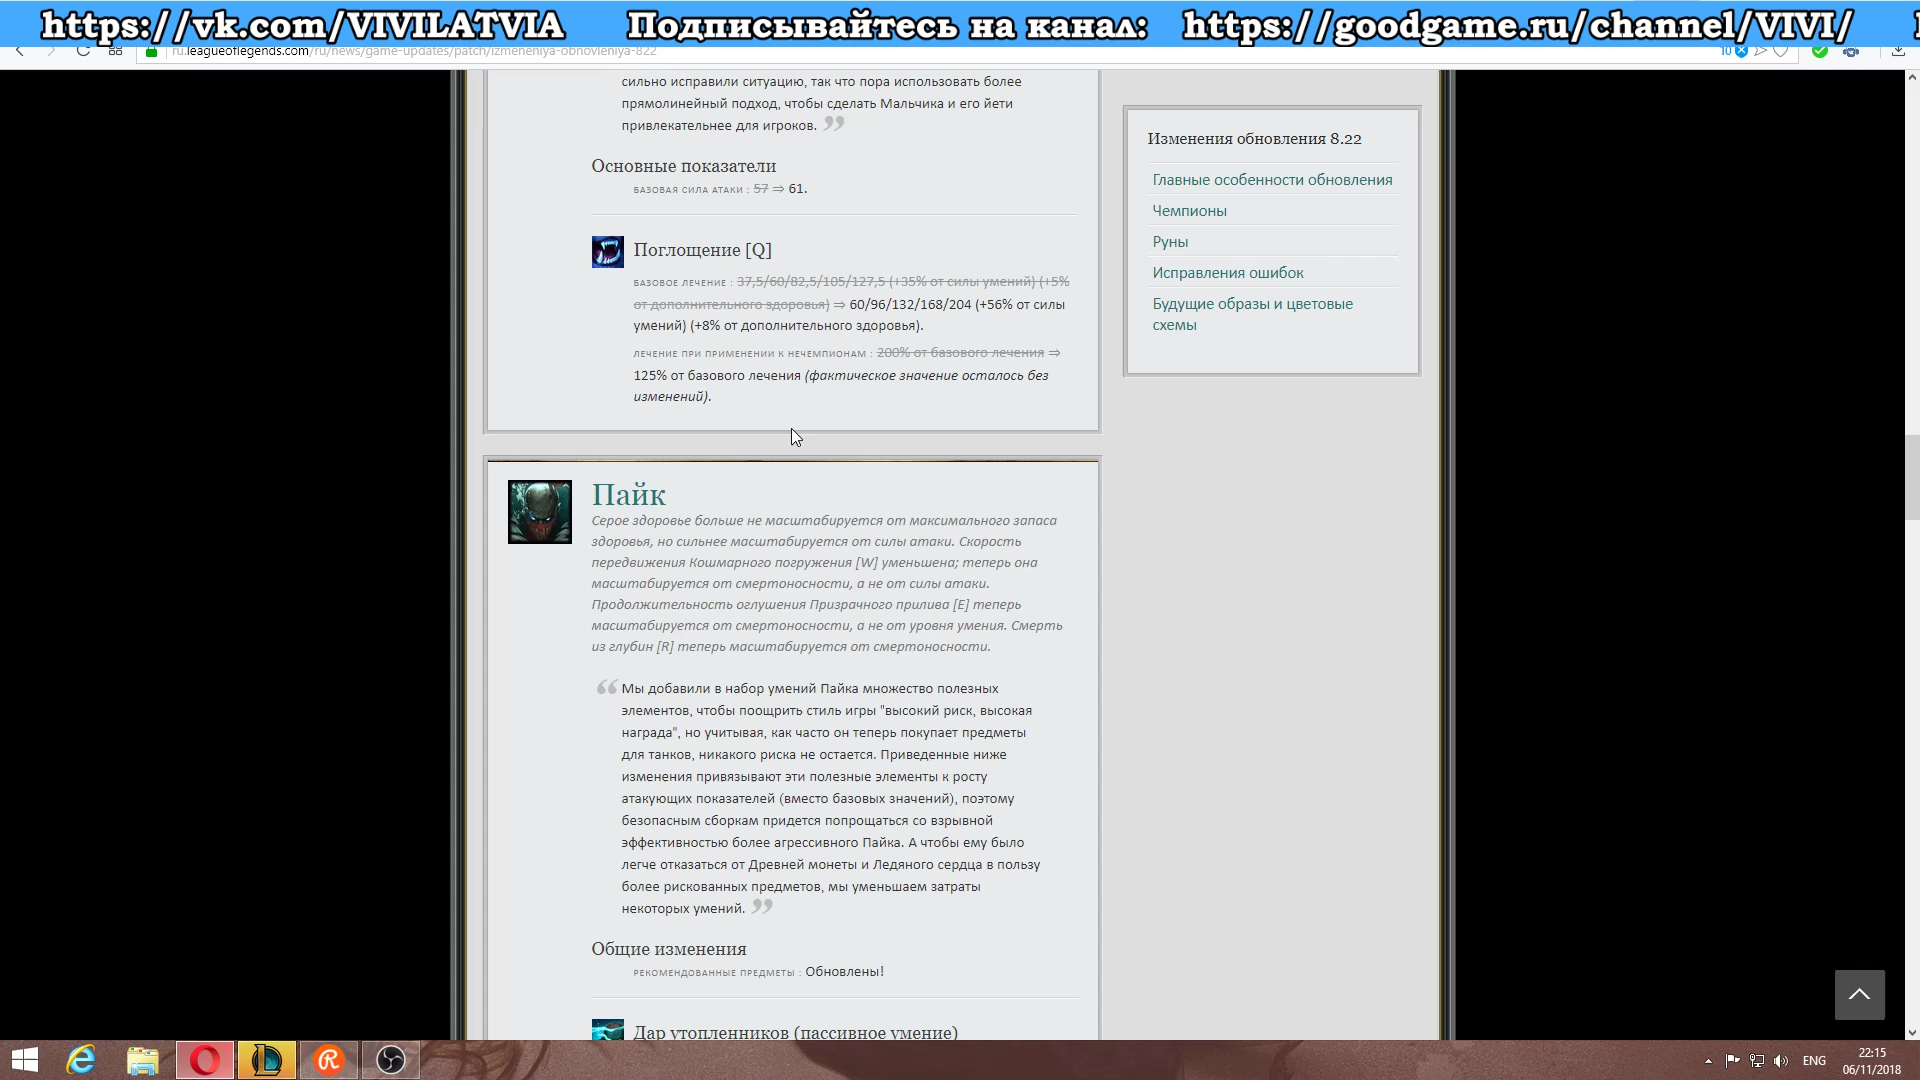 https://vk.com/VIVILATVIA Подписывайтесь на канал: https://goodgame.ru/channel/VIVI/
ru.leagueoflegends.com/ru/news/game-updates/patch/izmeneniya-obnovleniya-822
10
сильно исправили ситуацию, так что пора использовать более
прямолинейный подход, чтобы сделать Мальчика и его йети
привлекательнее для игроков. ”
Основные показатели
БАЗОВАЯ СИЛА АТАКИ : 57 ⇒ 61.
Поглощение [Q]
БАЗОВОЕ ЛЕЧЕНИЕ : 37,5/60/82,5/105/127,5 (+35% от силы умений) (+5%
от дополнительного здоровья) ⇒ 60/96/132/168/204 (+56% от силы
умений) (+8% от дополнительного здоровья).
ЛЕЧЕНИЕ ПРИ ПРИМЕНЕНИИ К НЕЧЕМПИОНАМ : 200% от базового лечения ⇒
125% от базового лечения (фактическое значение осталось без
изменений).
Пайк
Серое здоровье больше не масштабируется от максимального запаса
здоровья, но сильнее масштабируется от силы атаки. Скорость
передвижения Кошмарного погружения [W] уменьшена; теперь она
масштабируется от смертоносности, а не от силы атаки.
Продолжительность оглушения Призрачного прилива [E] теперь
масштабируется от смертоносности, а не от уровня умения. Смерть
из глубин [R] теперь масштабируется от смертоносности.
“ Мы добавили в набор умений Пайка множество полезных
элементов, чтобы поощрить стиль игры "высокий риск, высокая
награда", но учитывая, как часто он теперь покупает предметы
для танков, никакого риска не остается. Приведенные ниже
изменения привязывают эти полезные элементы к росту
атакующих показателей (вместо базовых значений), поэтому
безопасным сборкам придется попрощаться со взрывной
эффективностью более агрессивного Пайка. А чтобы ему было
легче отказаться от Древней монеты и Ледяного сердца в пользу
более рискованных предметов, мы уменьшаем затраты
некоторых умений. ”
Общие изменения
РЕКОМЕНДОВАННЫЕ ПРЕДМЕТЫ : Обновлены!
Дар утопленников (пассивное умение)
Изменения обновления 8.22
Главные особенности обновления
Чемпионы
Руны
Исправления ошибок
Будущие образы и цветовые
схемы
ENG
22:15
06/11/2018